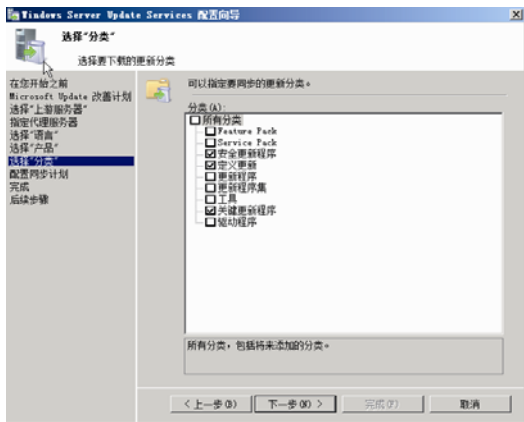 Windows Server Update Services 配置向导
选择“分类”
选择要下载的更新分类
在您开始之前
Microsoft Update 改善计划
选择“上游服务器”
指定代理服务器
选择“语言”
选择“产品”
选择“分类”
配置同步计划
完成
后续步骤
可以指定要同步的更新分类。
分类(A):
所有分类
Feature Pack
Service Pack
安全更新程序
定义更新
更新程序
更新程序集
工具
关键更新程序
驱动程序
所有分类，包括将来添加的分类。
< 上一步(B)
下一步(N) >
完成(F)
取消